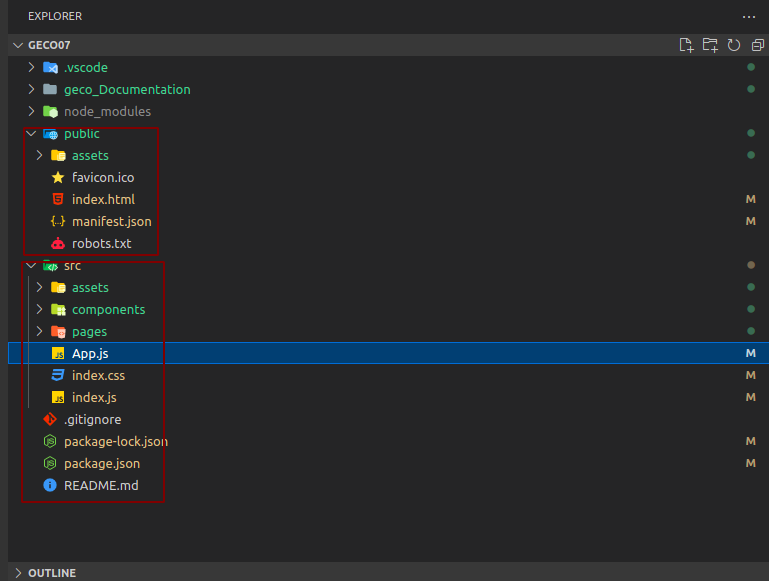 EXPLORER
GECO07
.vscode
geco_Documentation
node_modules
public
assets
favicon.ico
index.html M
manifest.json M
robots.txt
src
assets
components
pages
App.js M
index.css M
index.js M
.gitignore
package-lock.json M
package.json M
README.md
OUTLINE